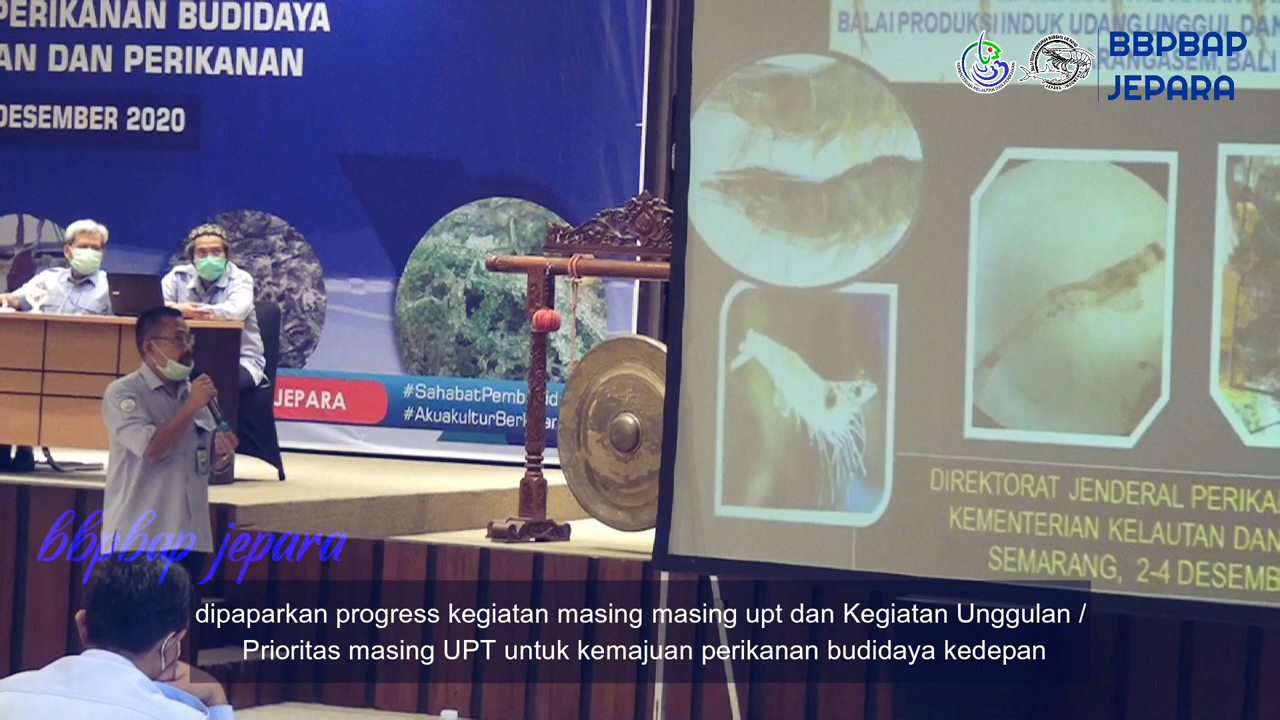 PERIKANAN BUDIDAYA
AN DAN PERIKANAN
DESEMBER 2020
BALAI PRODUKSI INDUK UDANG UNGGUL DAN
RANGASEM, BALI
BBPBAP
JEPARA
JEPARA
#SahabatPemb
#AkuakulturBer
DIREKTORAT JENDERAL PERIKA
KEMENTERIAN KELAUTAN DAN
SEMARANG, 2-4 DESEMB
bbpbap jepara
dipaparkan progress kegiatan masing masing upt dan Kegiatan Unggulan /
Prioritas masing UPT untuk kemajuan perikanan budidaya kedepan